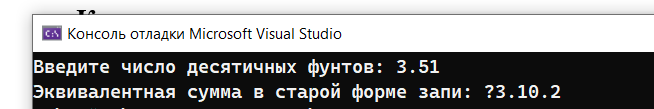 Консоль отладки Microsoft Visual Studio
Введите число десятичных фунтов: 3.51
Эквивалентная сумма в старой форме запи: ?3.10.2